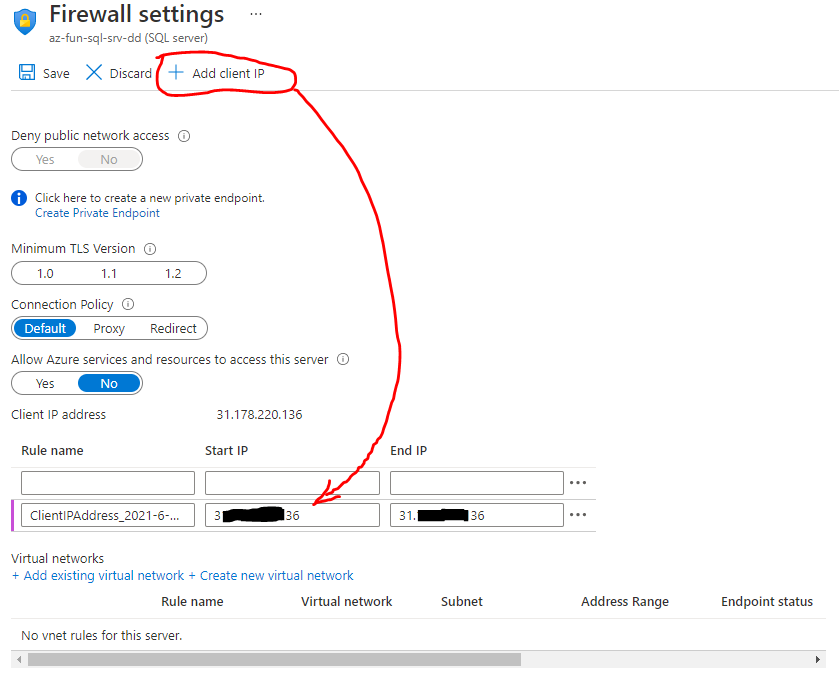 Firewall settings ...
az-fun-sql-srv-dd (SQL server)
Save Discard + Add client IP
Deny public network access
Yes No
Click here to create a new private endpoint.
Create Private Endpoint
Minimum TLS Version
1.0 1.1 1.2
Connection Policy
Default Proxy Redirect
Allow Azure services and resources to access this server
Yes No
Client IP address 31.178.220.136
Rule name Start IP End IP
ClientIPAddress_2021-6-... 3 36 31. 36
Virtual networks
+ Add existing virtual network + Create new virtual network
Rule name Virtual network Subnet Address Range Endpoint status
No vnet rules for this server.